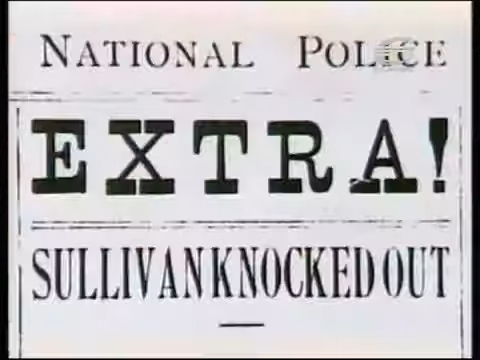 NATIONAL POLICE
EXTRA!
SULLIVAN KNOCKED OUT